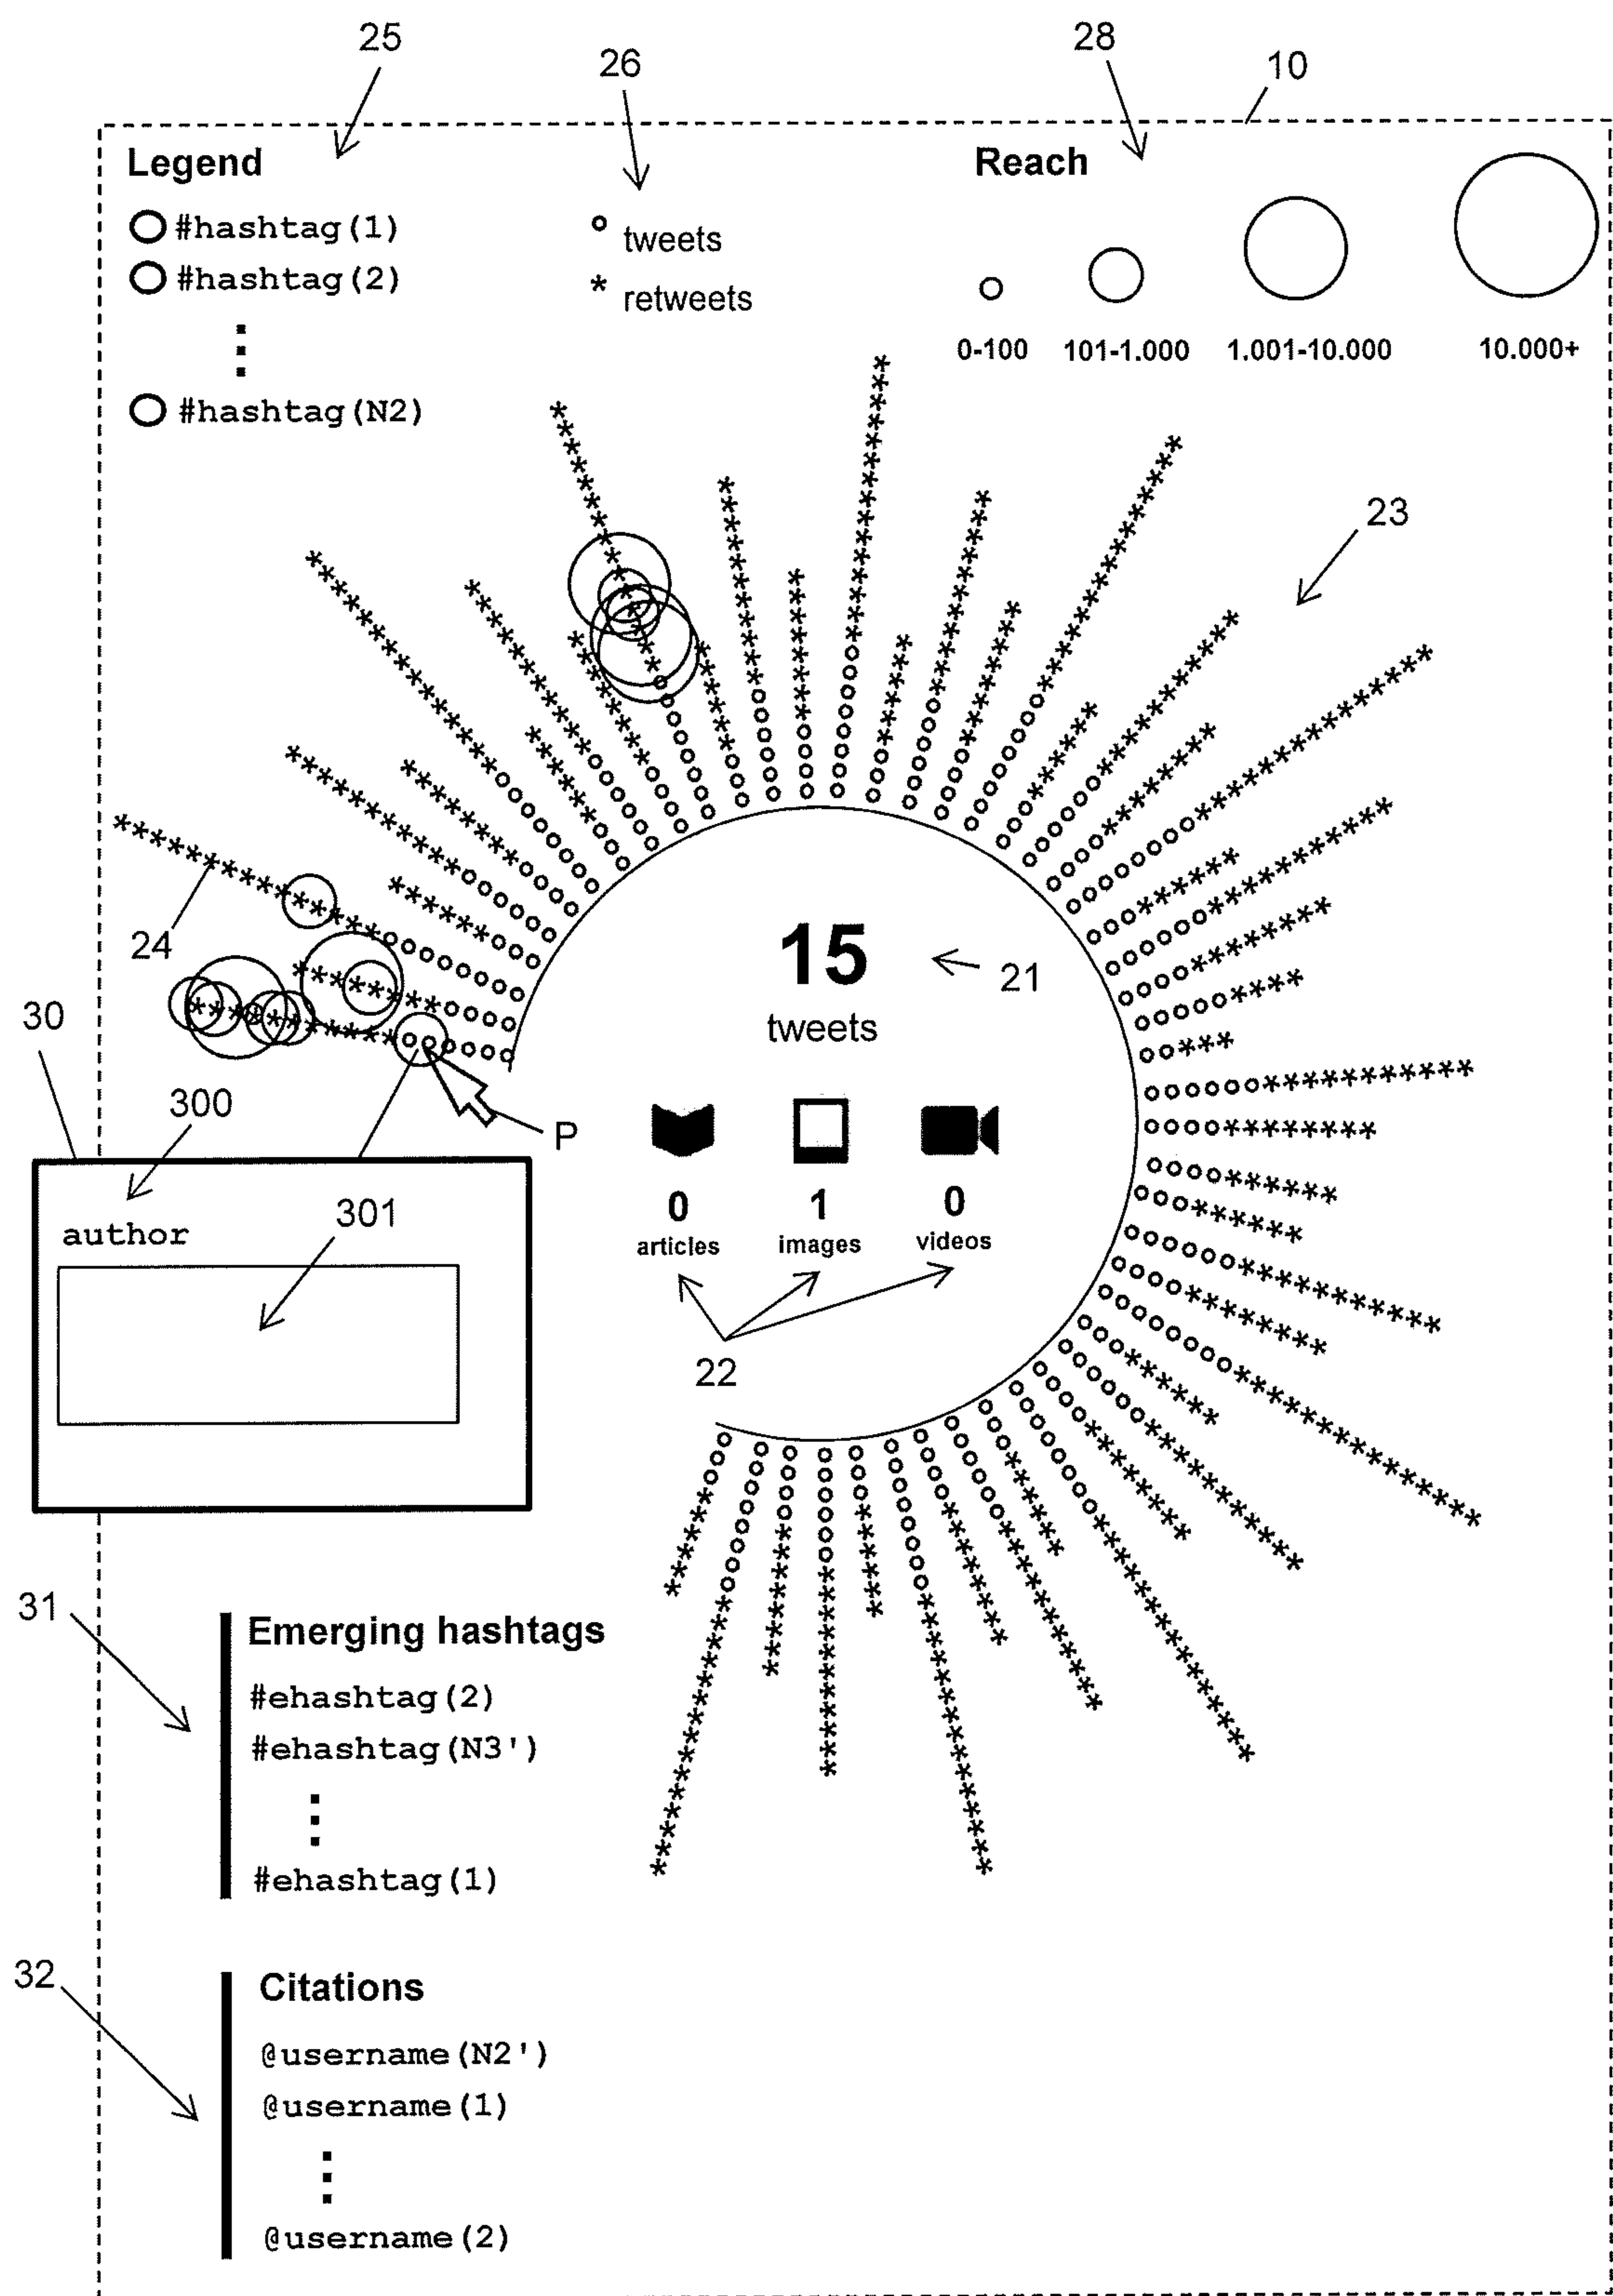 25
26
28
10
Legend
#hashtag(1)
#hashtag(2)
#hashtag(N2)
o tweets
* retweets
Reach
0-100
101-1.000
1.001-10.000
10.000+
23
24
15
tweets
21
30
300
P
0
articles
1
images
0
videos
author
301
22
31
Emerging hashtags
#ehashtag(2)
#ehashtag(N3')
#ehashtag(1)
32
Citations
@username(N2')
@username(1)
@username(2)